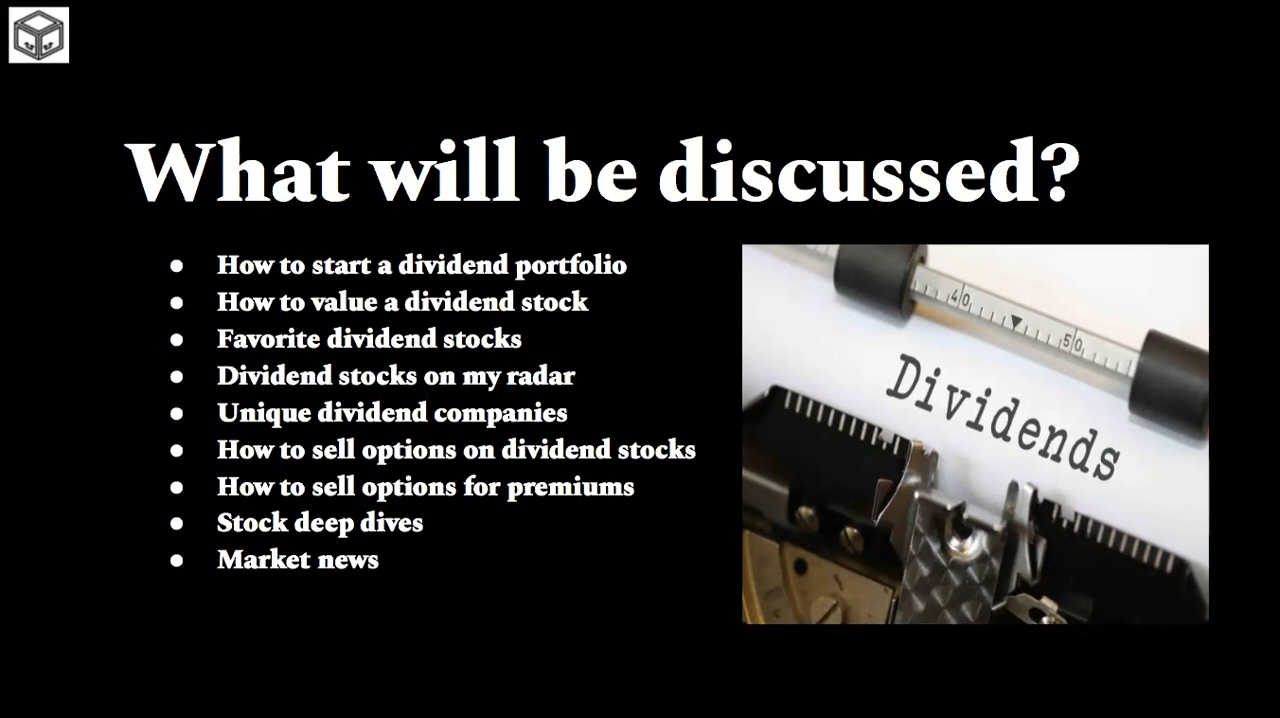 What will be discussed?
● How to start a dividend portfolio
● How to value a dividend stock
● Favorite dividend stocks
● Dividend stocks on my radar
● Unique dividend companies
● How to sell options on dividend stocks
● How to sell options for premiums
● Stock deep dives
● Market news
40
50
Dividends